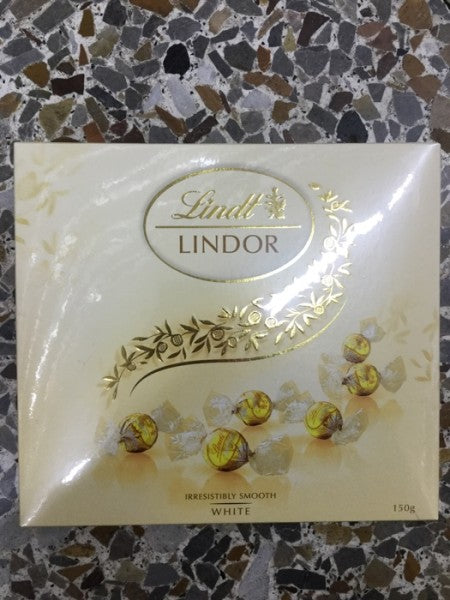 Lindt
LINDOR
IRRESISTIBLY SMOOTH
WHITE
150g